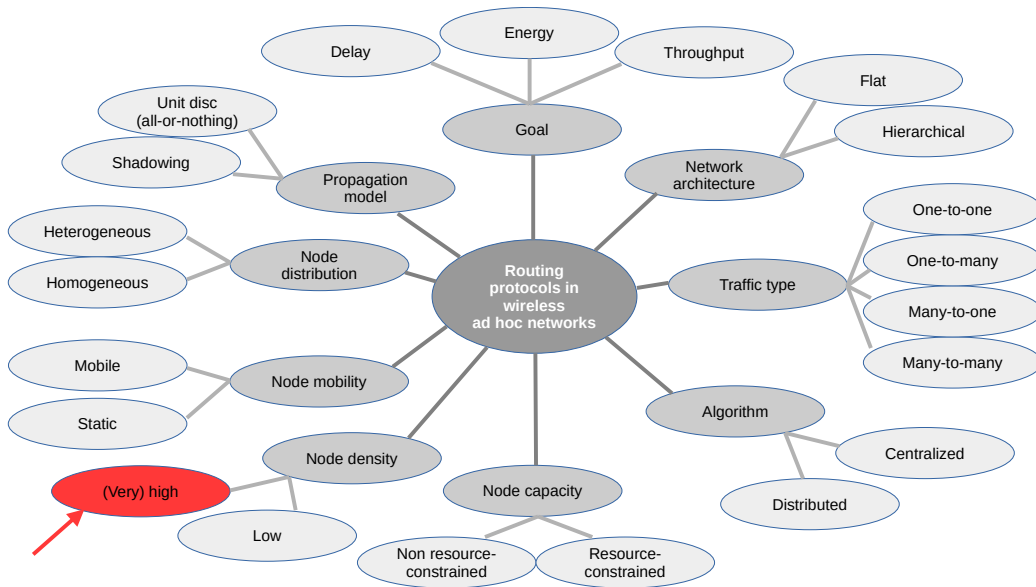 Energy
Delay
Throughput
Flat
Unit disc
(all-or-nothing)
Goal
Hierarchical
Shadowing
Network
architecture
Propagation
model
One-to-one
Heterogeneous
Node
distribution
One-to-many
Homogeneous
Routing
protocols in
wireless
ad hoc networks
Traffic type
Many-to-one
Mobile
Node mobility
Many-to-many
Static
Algorithm
Node density
Centralized
(Very) high
Node capacity
Distributed
Low
Non resource-
constrained
Resource-
constrained